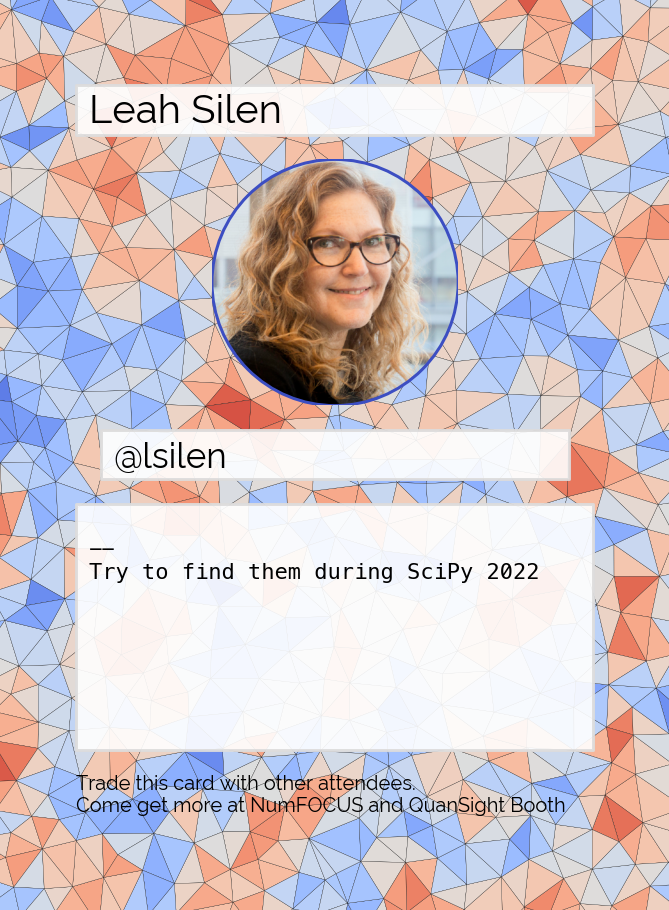 Leah Silen
@lsilen
__
Try to find them during SciPy 2022
Trade this card with other attendees.
Come get more at NumFOCUS and QuanSight Booth